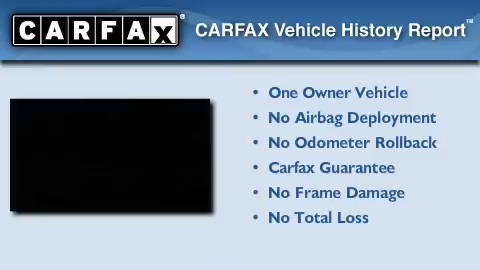 CARFAX® CARFAX Vehicle History Report™
• One Owner Vehicle
• No Airbag Deployment
• No Odometer Rollback
• Carfax Guarantee
• No Frame Damage
• No Total Loss